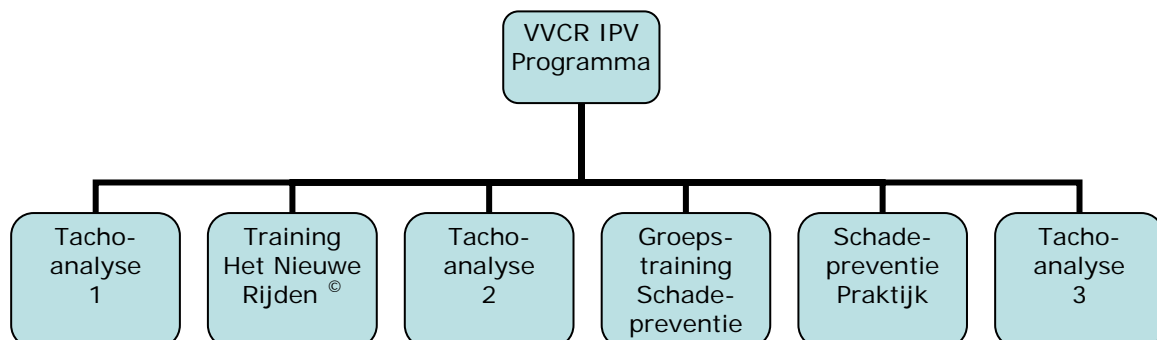 VVCR IPV
Programma
Tacho-
analyse
1
Training
Het Nieuwe
Rijden ©
Tacho-
analyse
2
Groeps-
training
Schade-
preventie
Schade-
preventie
Praktijk
Tacho-
analyse
3